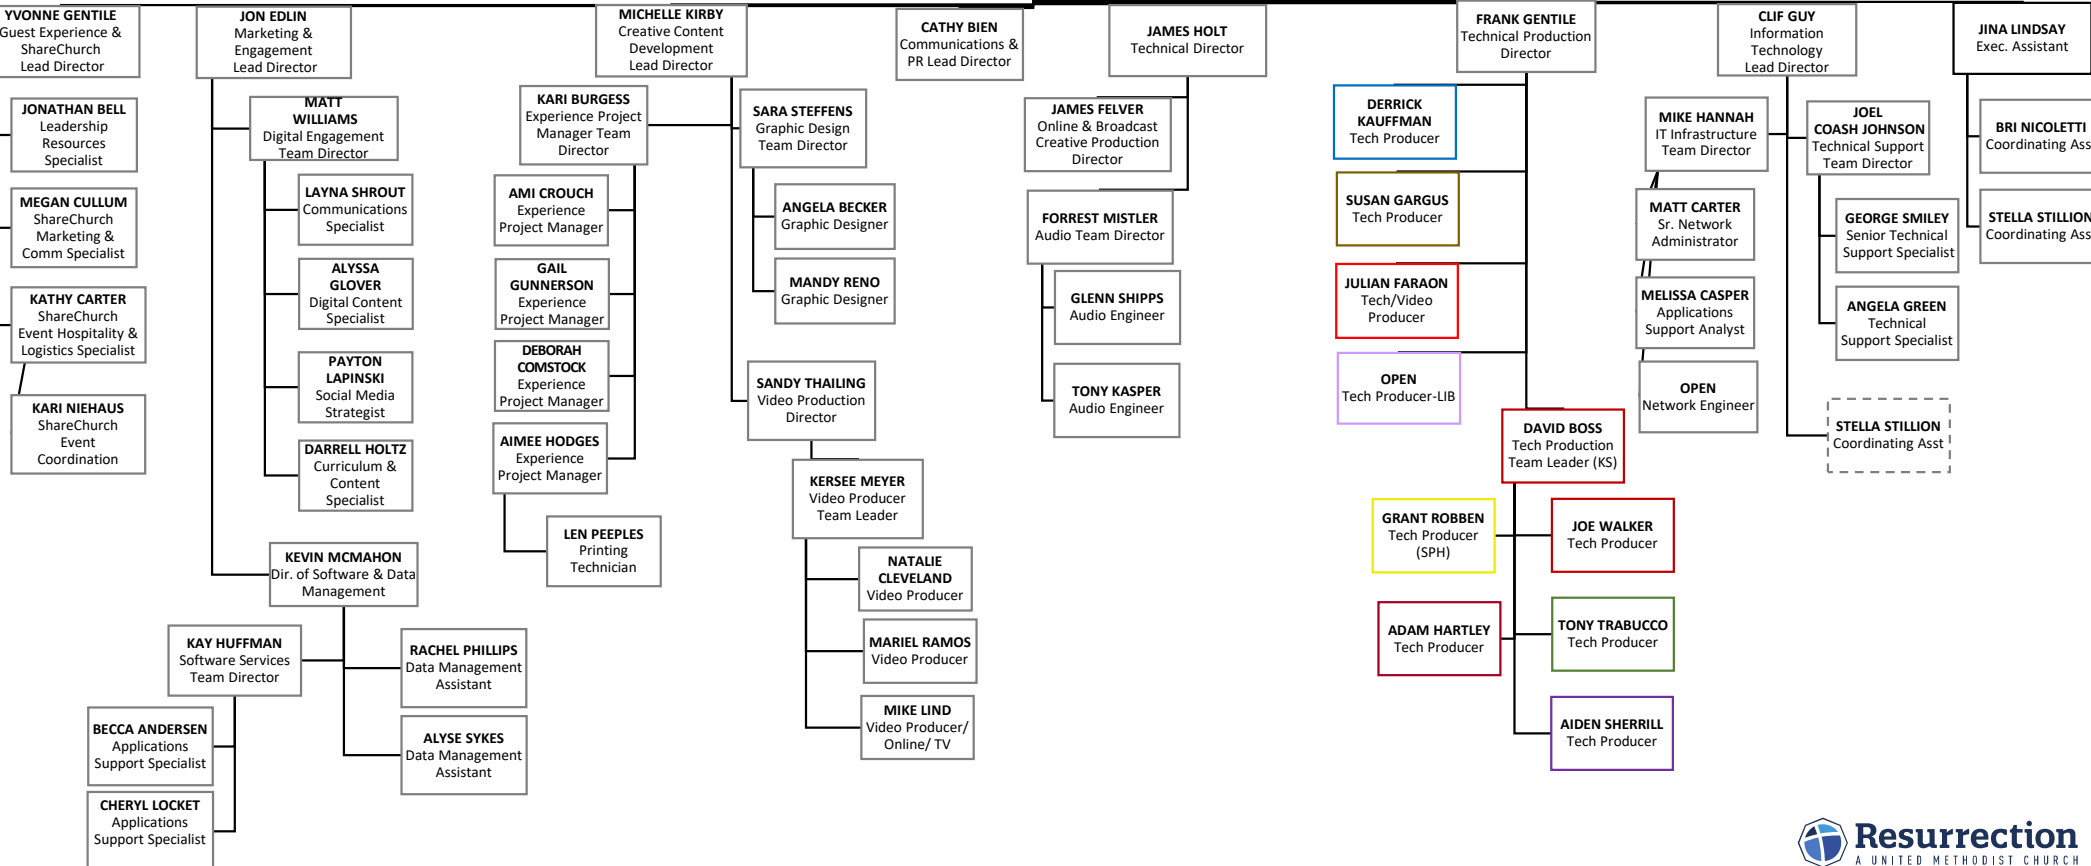 YVONNE GENTILE
Guest Experience &
ShareChurch
Lead Director
JONATHAN BELL
Leadership
Resources
Specialist
MEGAN CULLUM
ShareChurch
Marketing &
Comm Specialist
KATHY CARTER
ShareChurch
Event Hospitality &
Logistics Specialist
KARI NIEHAUS
ShareChurch
Event
Coordination
JON EDLIN
Marketing &
Engagement
Lead Director
MATT
WILLIAMS
Digital Engagement
Team Director
LAYNA SHROUT
Communications
Specialist
ALYSSA
GLOVER
Digital Content
Specialist
PAYTON
LAPINSKI
Social Media
Strategist
DARRELL HOLTZ
Curriculum &
Content
Specialist
KEVIN MCMAHON
Dir. of Software & Data
Management
KAY HUFFMAN
Software Services
Team Director
BECCA ANDERSEN
Applications
Support Specialist
CHERYL LOCKET
Applications
Support Specialist
RACHEL PHILLIPS
Data Management
Assistant
ALYSE SYKES
Data Management
Assistant
MICHELLE KIRBY
Creative Content
Development
Lead Director
KARI BURGESS
Experience Project
Manager Team
Director
AMI CROUCH
Experience
Project Manager
GAIL
GUNNERSON
Experience
Project Manager
DEBORAH
COMSTOCK
Experience
Project Manager
AIMEE HODGES
Experience
Project Manager
LEN PEEPLES
Printing
Technician
SARA STEFFENS
Graphic Design
Team Director
ANGELA BECKER
Graphic Designer
MANDY RENO
Graphic Designer
SANDY THAILING
Video Production
Director
KERSEE MEYER
Video Producer
Team Leader
NATALIE
CLEVELAND
Video Producer
MARIEL RAMOS
Video Producer
MIKE LIND
Video Producer/
Online/ TV
CATHY BIEN
Communications &
PR Lead Director
JAMES HOLT
Technical Director
JAMES FELVER
Online & Broadcast
Creative Production
Director
FORREST MISTLER
Audio Team Director
GLENN SHIPPS
Audio Engineer
TONY KASPER
Audio Engineer
FRANK GENTILE
Technical Production
Director
DERRICK
KAUFFMAN
Tech Producer
SUSAN GARGUS
Tech Producer
JULIAN FARAON
Tech/Video
Producer
OPEN
Tech Producer-LIB
DAVID BOSS
Tech Production
Team Leader (KS)
GRANT ROBBEN
Tech Producer
(SPH)
JOE WALKER
Tech Producer
ADAM HARTLEY
Tech Producer
TONY TRABUCCO
Tech Producer
AIDEN SHERRILL
Tech Producer
CLIF GUY
Information
Technology
Lead Director
MIKE HANNAH
IT Infrastructure
Team Director
MATT CARTER
Sr. Network
Administrator
MELISSA CASPER
Applications
Support Analyst
OPEN
Network Engineer
JOEL
COASH JOHNSON
Technical Support
Team Director
GEORGE SMILEY
Senior Technical
Support Specialist
ANGELA GREEN
Technical
Support Specialist
STELLA STILLION
Coordinating Asst
JINA LINDSAY
Exec. Assistant
BRI NICOLETTI
Coordinating Ass
STELLA STILLION
Coordinating Ass
Resurrection
A UNITED METHODIST CHURCH